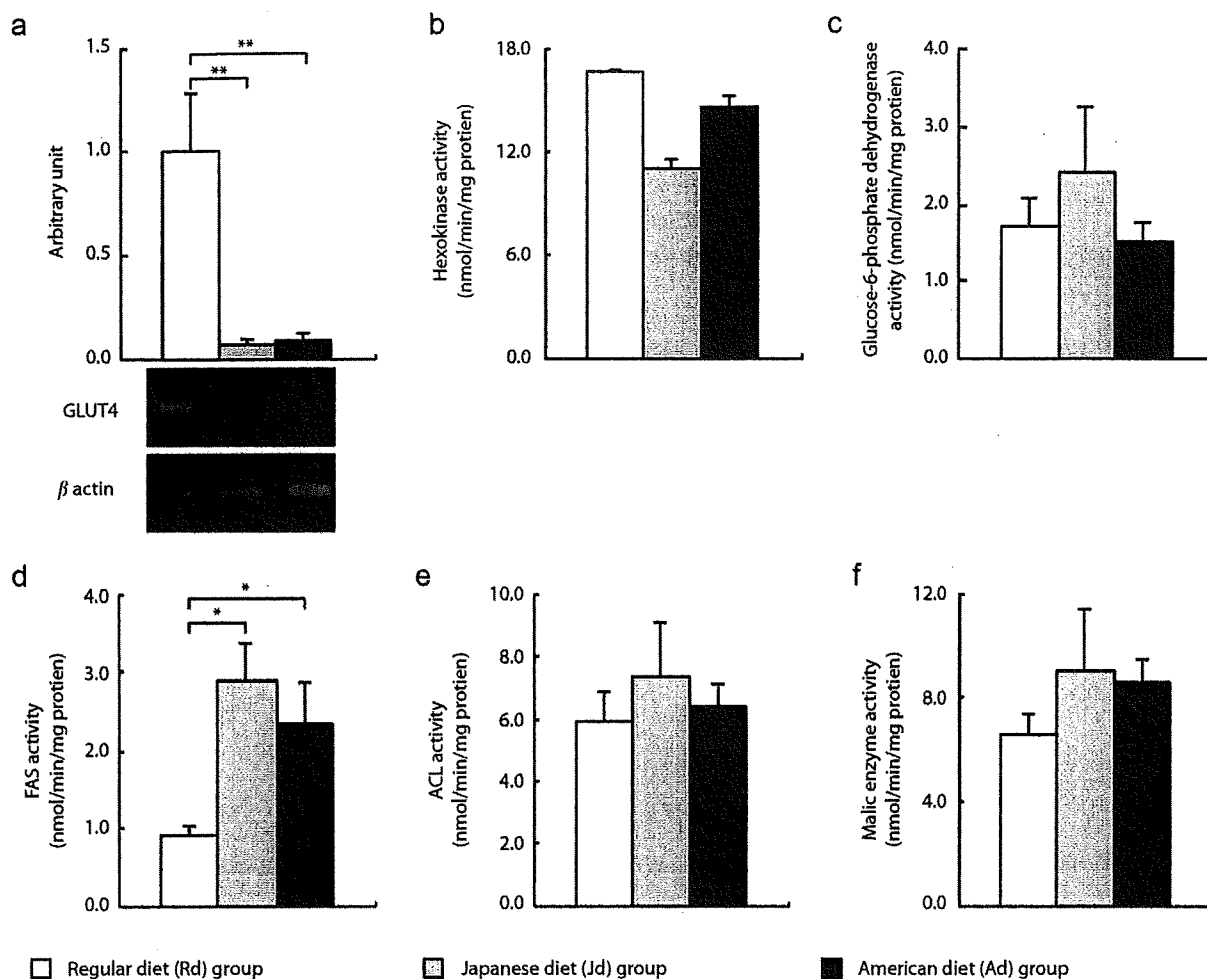 a
**
**
1.5
1.0
0.5
0.0
Arbitrary unit
GLUT4
β actin
b
18.0
12.0
6.0
0.0
Hexokinase activity
(nmol/min/mg protien)
c
4.0
3.0
2.0
1.0
0.0
Glucose-6-phosphate dehydrogenase
activity (nmol/min/mg protien)
d
*
*
4.0
3.0
2.0
1.0
0.0
FAS activity
(nmol/min/mg protien)
e
10.0
8.0
6.0
4.0
2.0
0.0
ACL activity
(nmol/min/mg protien)
f
12.0
8.0
4.0
0.0
Malic enzyme activity
(nmol/min/mg protien)
Regular diet (Rd) group
Japanese diet (Jd) group
American diet (Ad) group